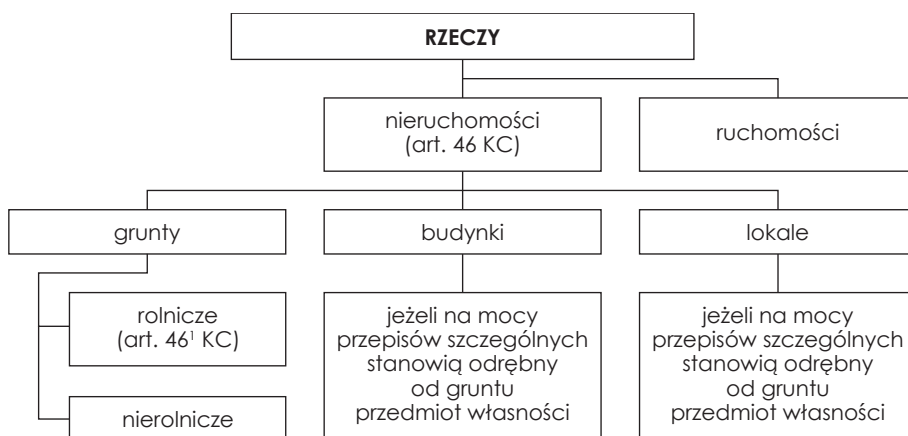 RZECZY
nieruchomości
(art. 46 KC)
ruchomości
grunty
budynki
lokale
rolnicze
(art. 46¹ KC)
nierolnicze
jeżeli na mocy
przepisów szczególnych
stanowią odrębny
od gruntu
przedmiot własności
jeżeli na mocy
przepisów szczególnych
stanowią odrębny
od gruntu
przedmiot własności